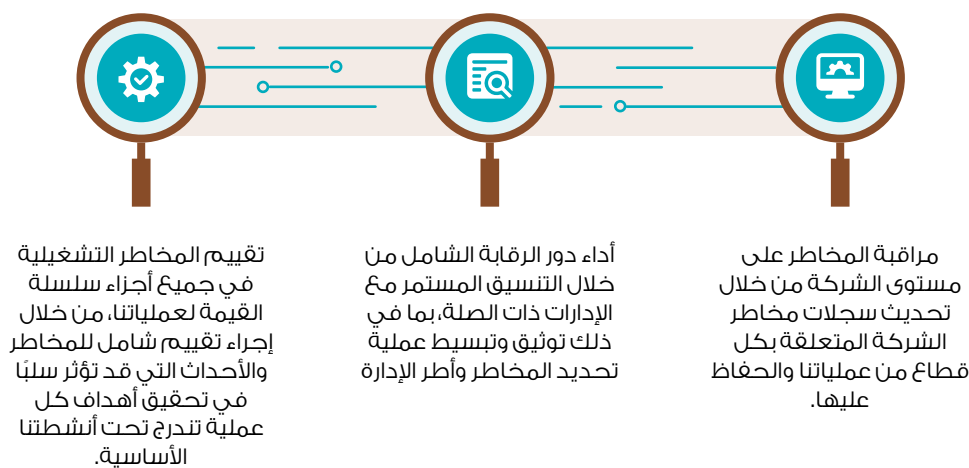 مراقبة المخاطر على
مستوى الشركة من خلال
تحديث سجلات مخاطر
الشركة المتعلقة بكل
قطاع من عملياتنا والحفاظ
عليها.
أداء دور الرقابة الشامل من
خلال التنسيق المستمر مع
الإدارات ذات الصلة، بما في
ذلك توثيق وتبسيط عملية
تحديد المخاطر وأطر الإدارة
تقييم المخاطر التشغيلية
في جميع أجزاء سلسلة
القيمة لعملياتنا، من خلال
إجراء تقييم شامل للمخاطر
والأحداث التي قد تؤثر سلبًا
في تحقيق أهداف كل
عملية تندرج تحت أنشطتنا
الأساسية.